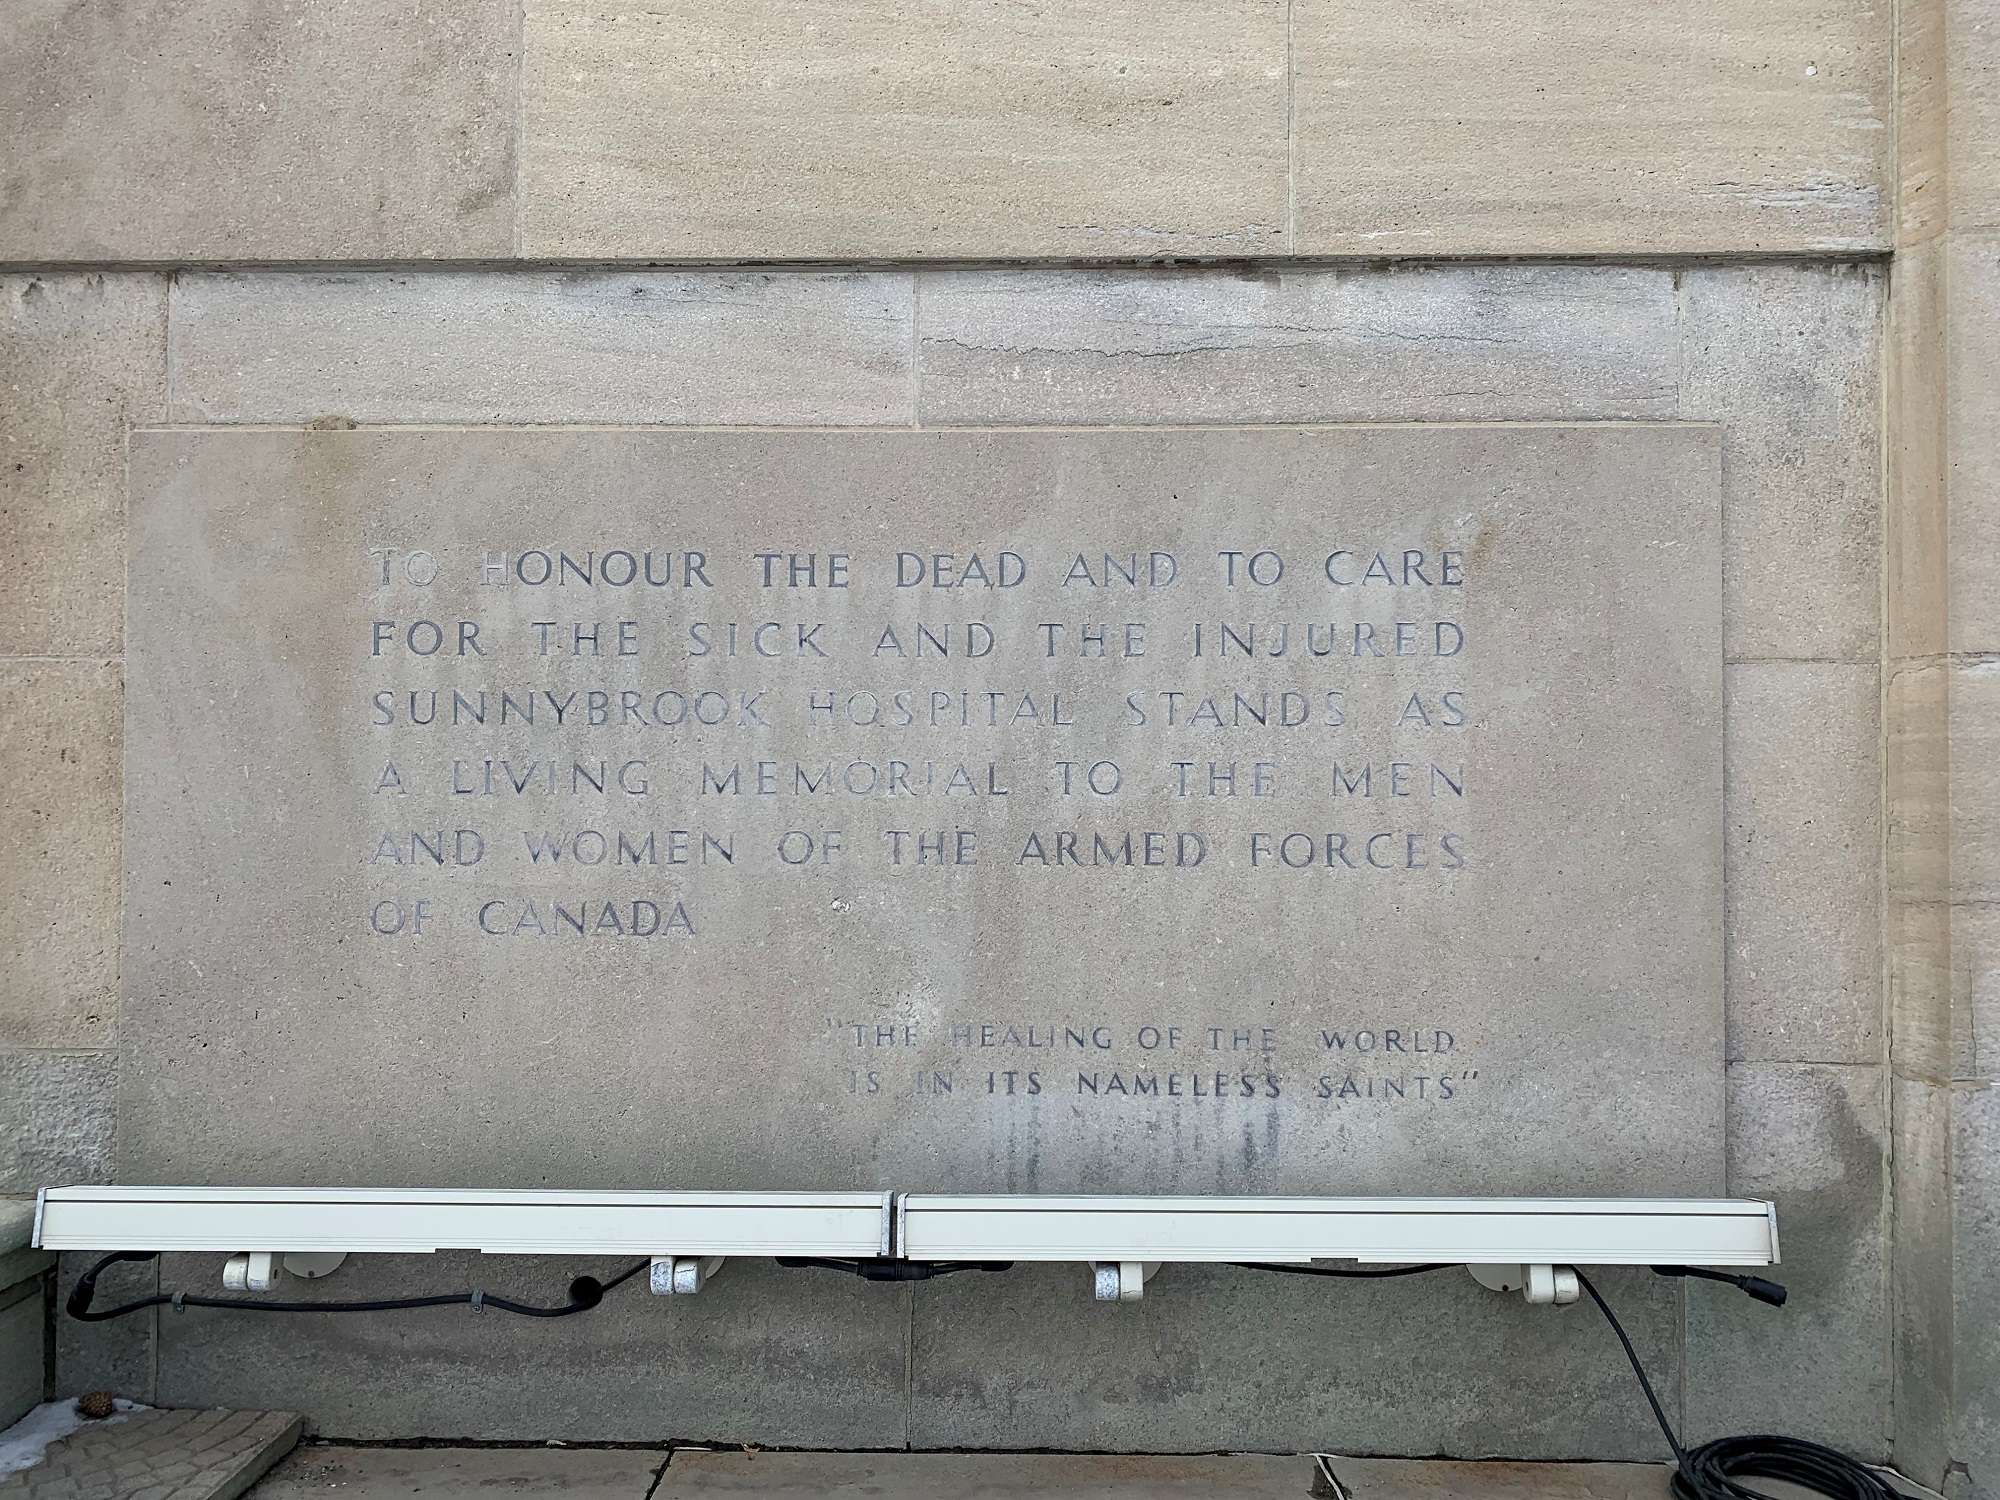 TO HONOUR THE DEAD AND TO CARE
FOR THE SICK AND THE INJURED
SUNNYBROOK HOSPITAL STANDS AS
A LIVING MEMORIAL TO THE MEN
AND WOMEN OF THE ARMED FORCES
OF CANADA
"THE HEALING OF THE WORLD
IS IN ITS NAMELESS SAINTS"